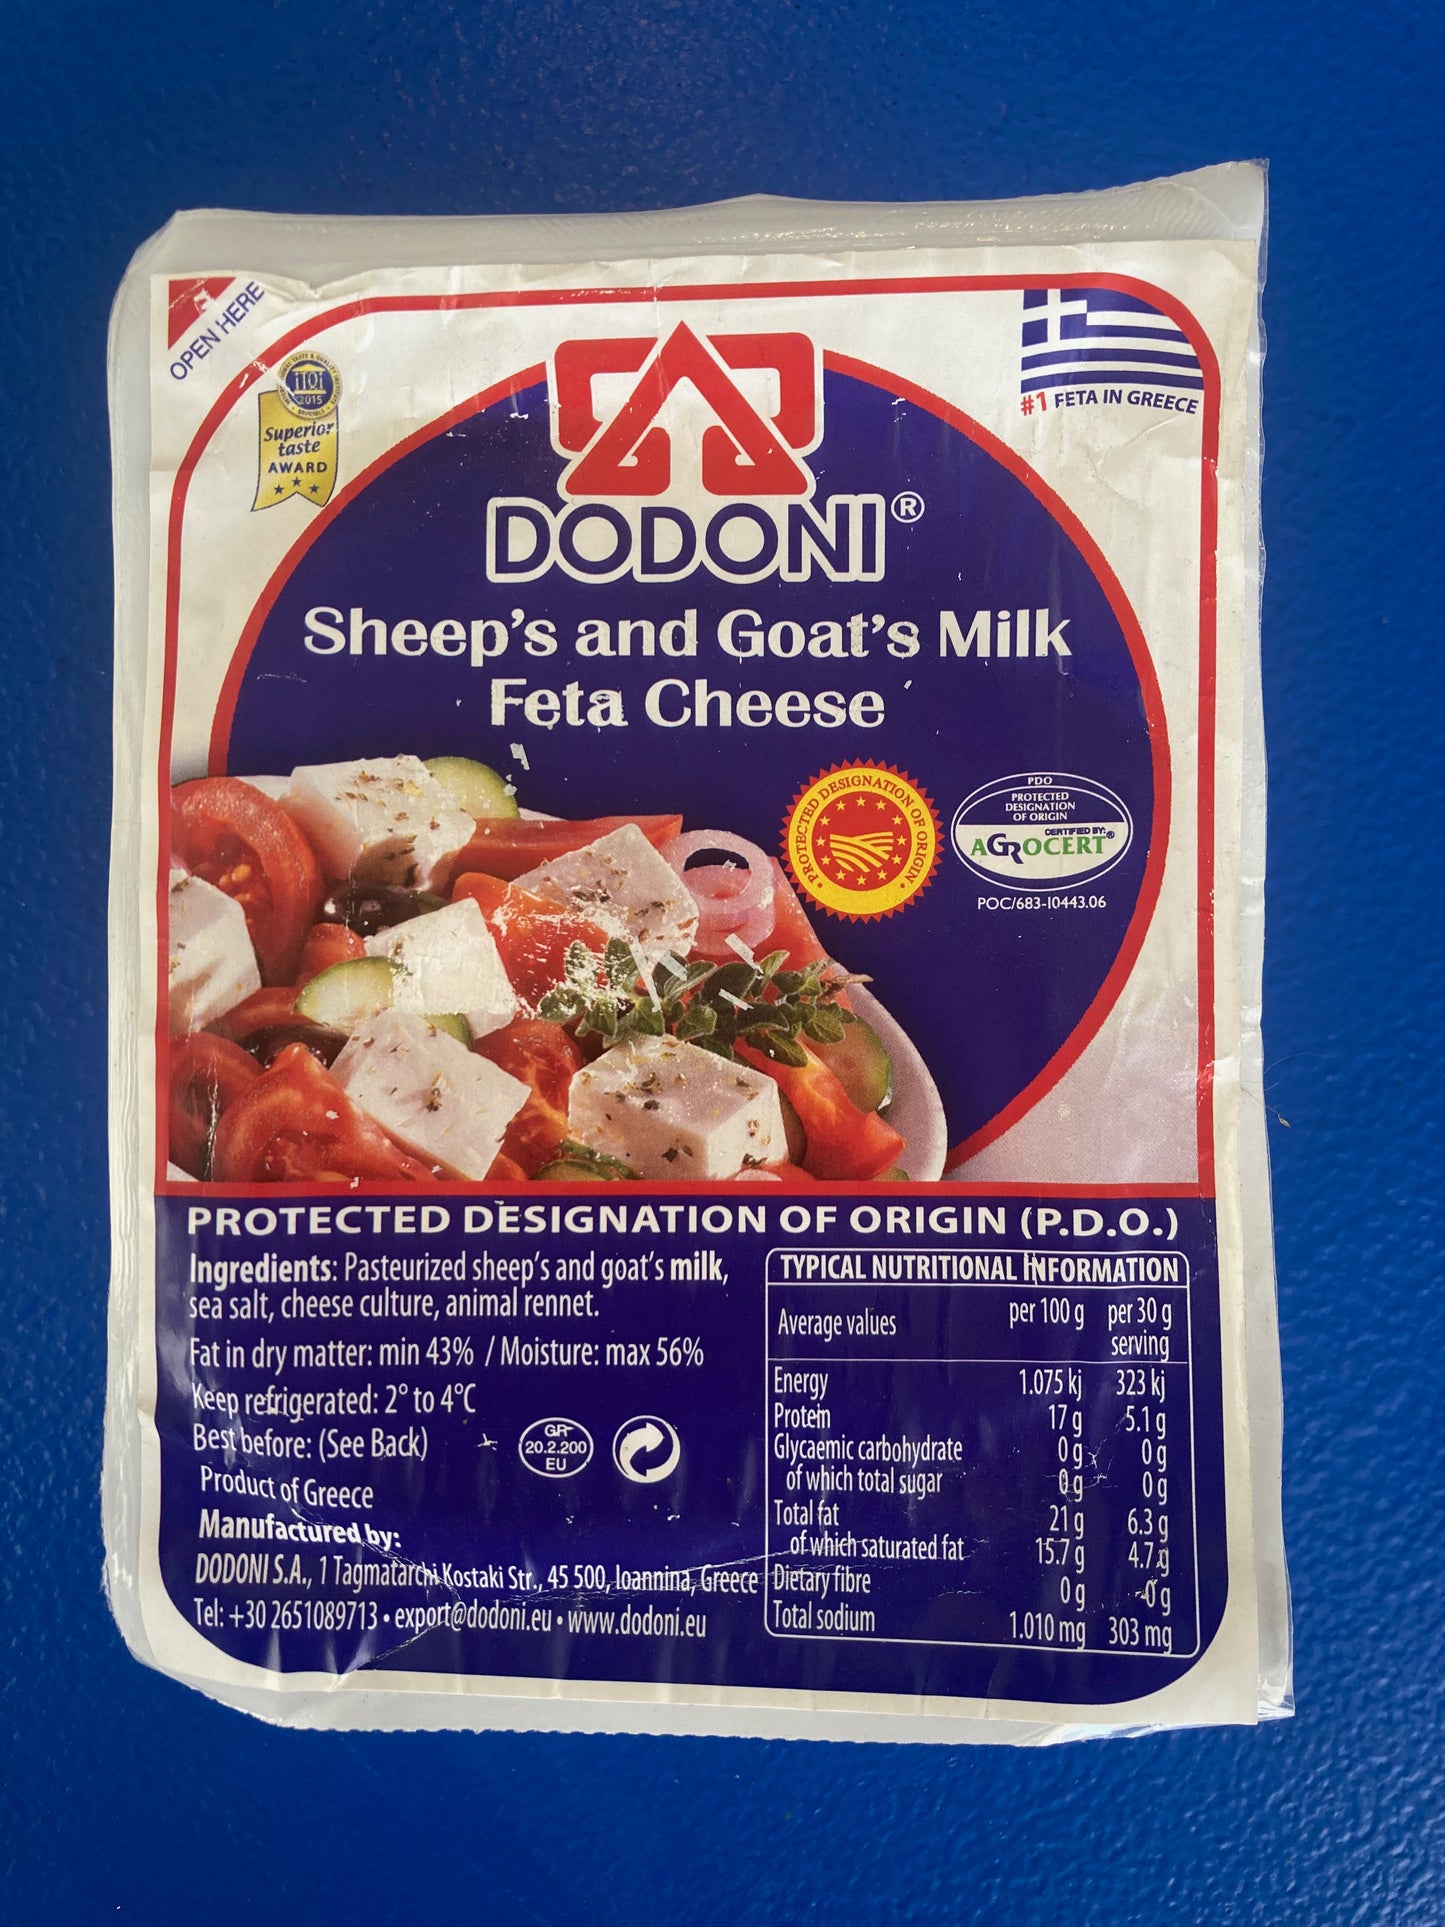 OPEN HERE
iTQi
2015
BRUSSELS
Superior
taste
AWARD
#1 FETA IN GREECE
DODONI®
Sheep's and Goat's Milk
Feta Cheese
• PROTECTED DESIGNATION OF ORIGIN •
PDO
PROTECTED
DESIGNATION
OF ORIGIN
CERTIFIED BY:
AGROCERT®
POC/683-10443.06
PROTECTED DESIGNATION OF ORIGIN (P.D.O.)
Ingredients: Pasteurized sheep's and goat's milk,
sea salt, cheese culture, animal rennet.
Fat in dry matter: min 43% / Moisture: max 56%
Keep refrigerated: 2° to 4°C
Best before: (See Back)
GR-
20.2.200
EU
Product of Greece
Manufactured by:
DODONI S.A., 1 Tagmatarchi Kostaki Str., 45 500, Ioannina, Greece
Tel: +30 2651089713 • export@dodoni.eu • www.dodoni.eu
TYPICAL NUTRITIONAL INFORMATION
Average values per 100 g per 30 g
serving
Energy 1.075 kj 323 kj
Protein 17 g 5.1 g
Glycaemic carbohydrate 0 g 0 g
of which total sugar 0 g 0 g
Total fat 21 g 6.3 g
of which saturated fat 15.7 g 4.7 g
Dietary fibre 0 g 0 g
Total sodium 1.010 mg 303 mg